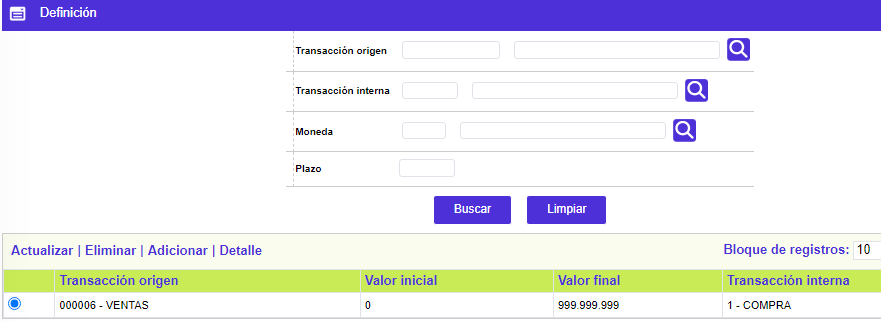 Definición
Transacción origen
Transacción interna
Moneda
Plazo
Buscar Limpiar
Actualizar | Eliminar | Adicionar | Detalle Bloque de registros: 10
Transacción origen Valor inicial Valor final Transacción interna
000006 - VENTAS 0 999.999.999 1 - COMPRA